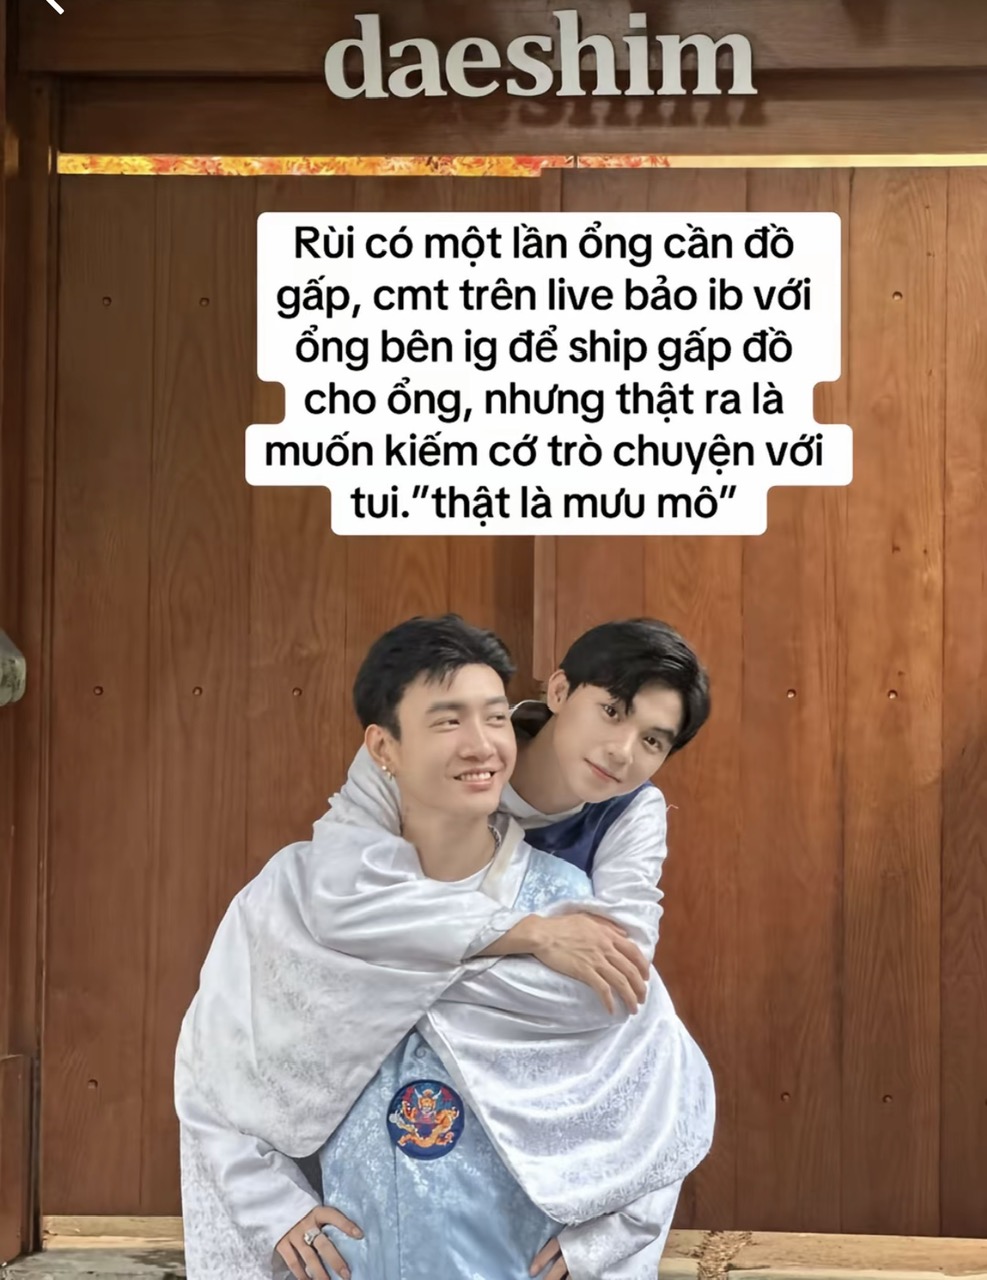 daeshim
Rùi có một lần ổng cần đồ
gấp, cmt trên live bảo ib với
ổng bên ig để ship gấp đồ
cho ổng, nhưng thật ra là
muốn kiếm cớ trò chuyện với
tui."thật là mưu mô"